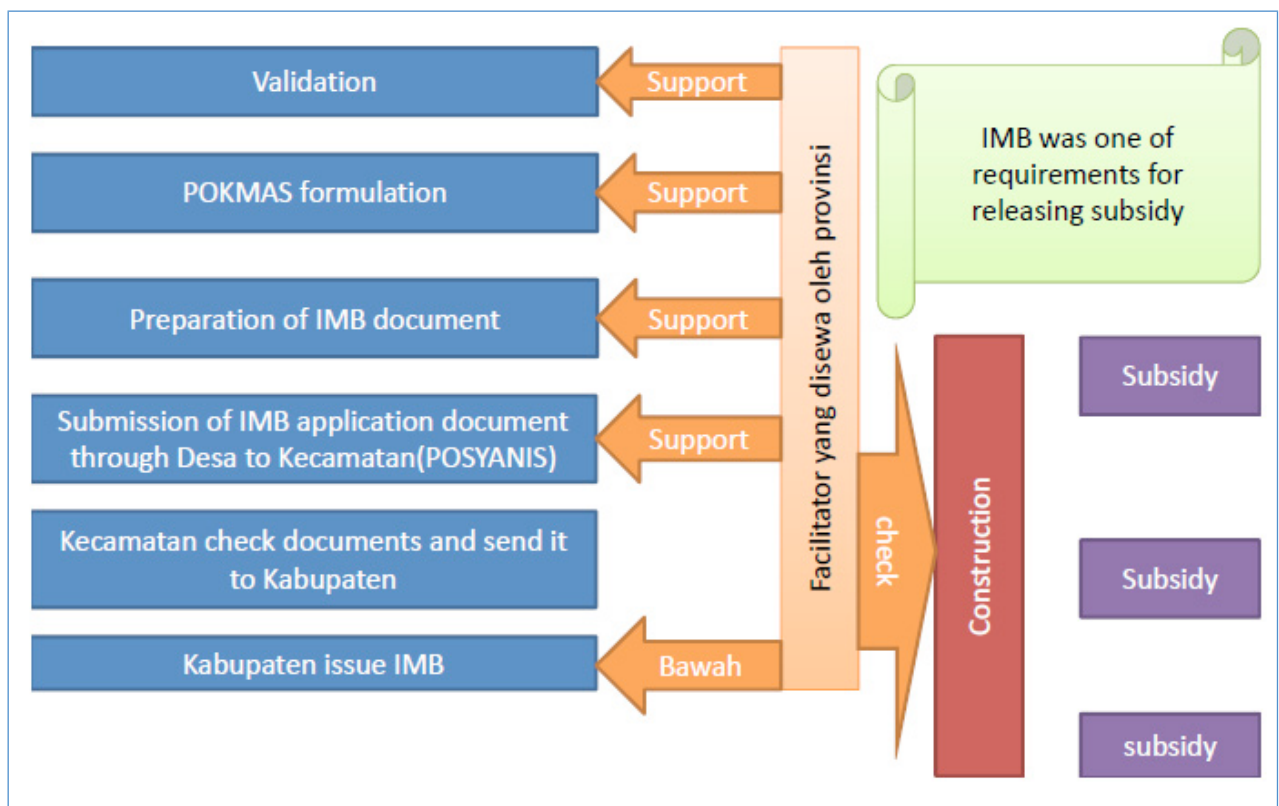 Validation
Support
POKMAS formulation
Support
Preparation of IMB document
Support
Submission of IMB application document
through Desa to Kecamatan(POSYANIS)
Support
Kecamatan check documents and send it
to Kabupaten
Kabupaten issue IMB
Bawah
Facilitator yang disewa oleh provinsi
IMB was one of
requirements for
releasing subsidy
check
Construction
Subsidy
Subsidy
subsidy